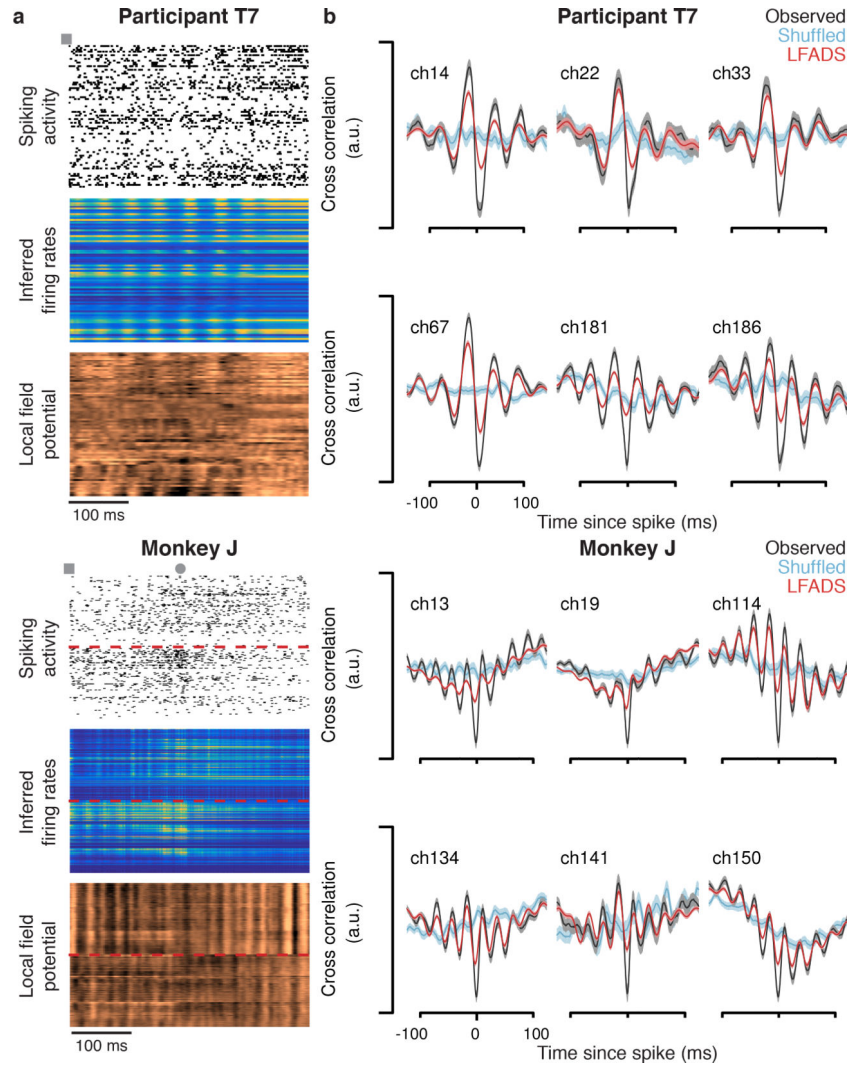 a
Participant T7
Spiking
activity
Inferred
firing rates
Local field
potential
100 ms
Monkey J
Spiking
activity
Inferred
firing rates
Local field
potential
100 ms
b
Participant T7
Observed
Shuffled
LFADS
Cross correlation
(a.u.)
ch14
ch22
ch33
Cross correlation
(a.u.)
ch67
ch181
ch186
-100
0
100
Time since spike (ms)
Monkey J
Observed
Shuffled
LFADS
Cross correlation
(a.u.)
ch13
ch19
ch114
Cross correlation
(a.u.)
ch134
ch141
ch150
-100
0
100
Time since spike (ms)